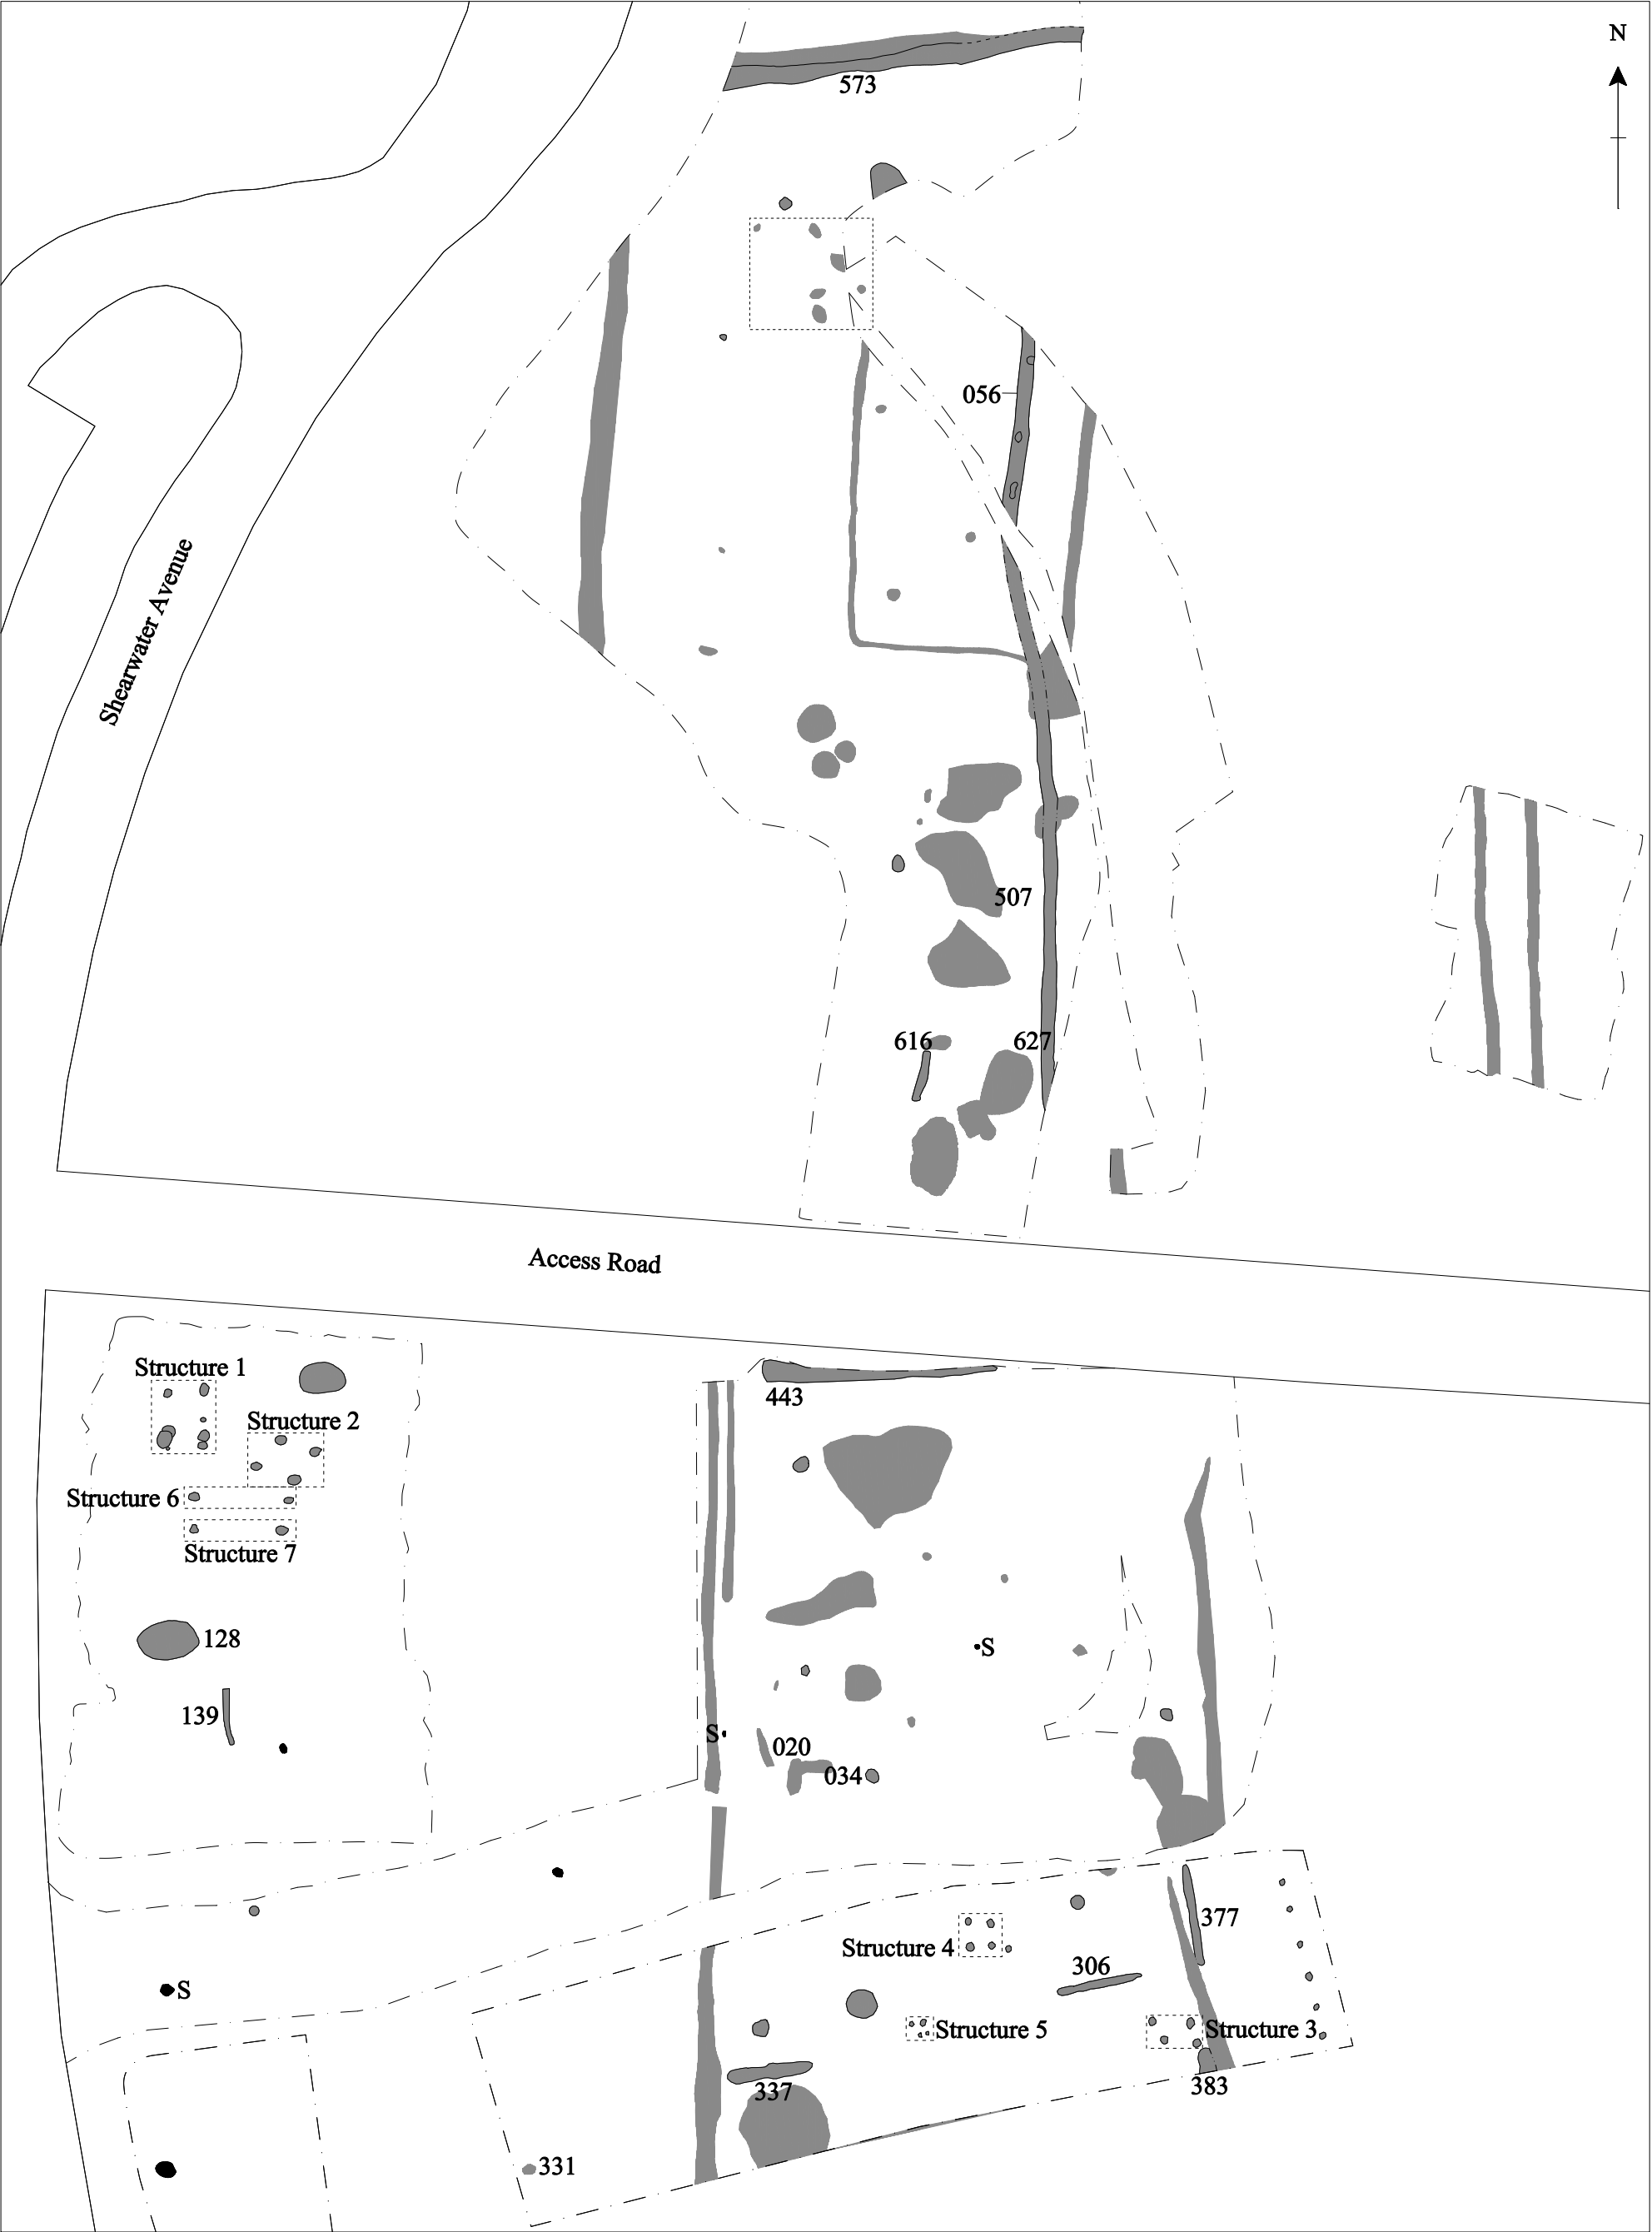 N
573
056
Shearwater Avenue
507
616
627
Access Road
Structure 1
443
Structure 2
Structure 6
Structure 7
128
S
139
S
020
034
377
Structure 4
306
S
Structure 5
Structure 3
383
337
331